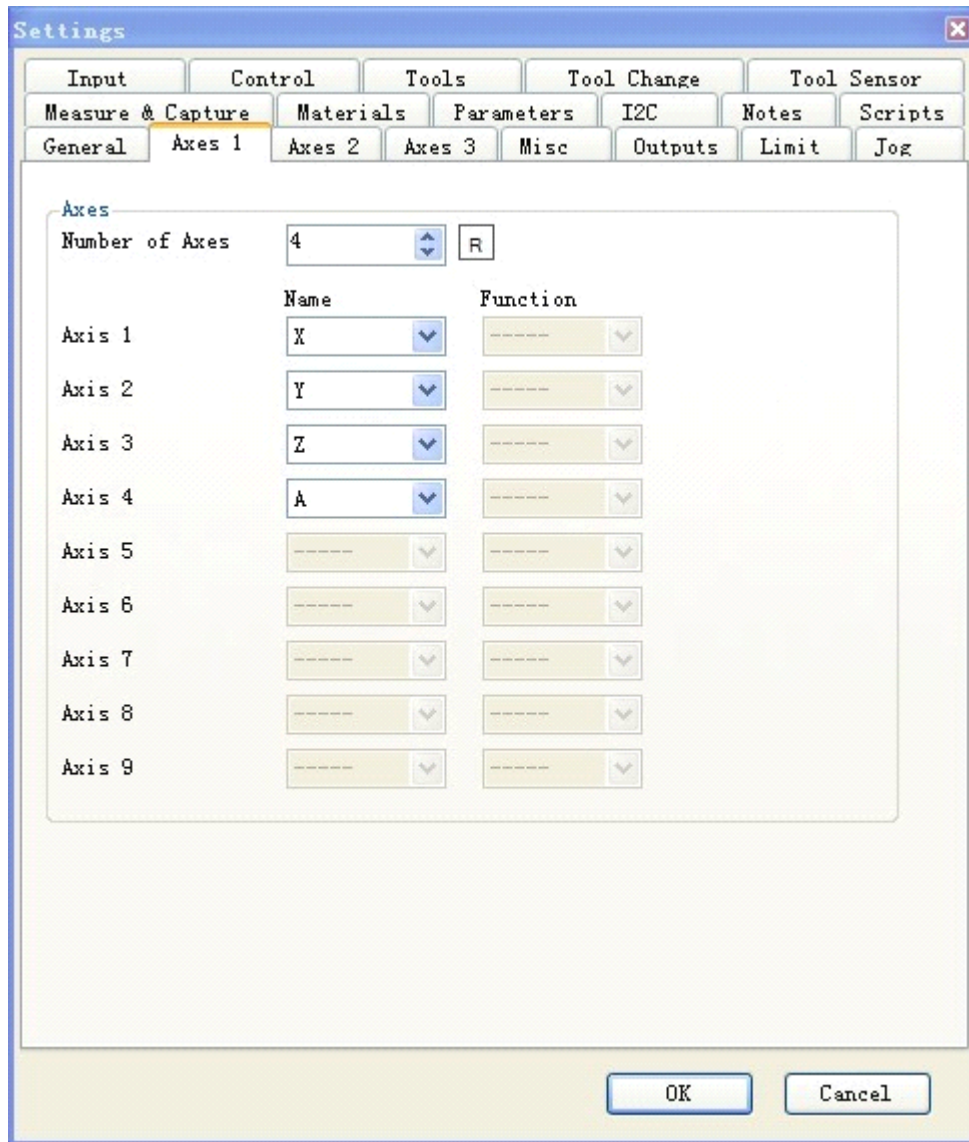 Settings
Input Control Tools Tool Change Tool Sensor
Measure & Capture Materials Parameters I2C Notes Scripts
General Axes 1 Axes 2 Axes 3 Misc Outputs Limit Jog
Axes
Number of Axes 4 R
Name Function
Axis 1 X -----
Axis 2 Y -----
Axis 3 Z -----
Axis 4 A -----
Axis 5 ----- -----
Axis 6 ----- -----
Axis 7 ----- -----
Axis 8 ----- -----
Axis 9 ----- -----
OK Cancel